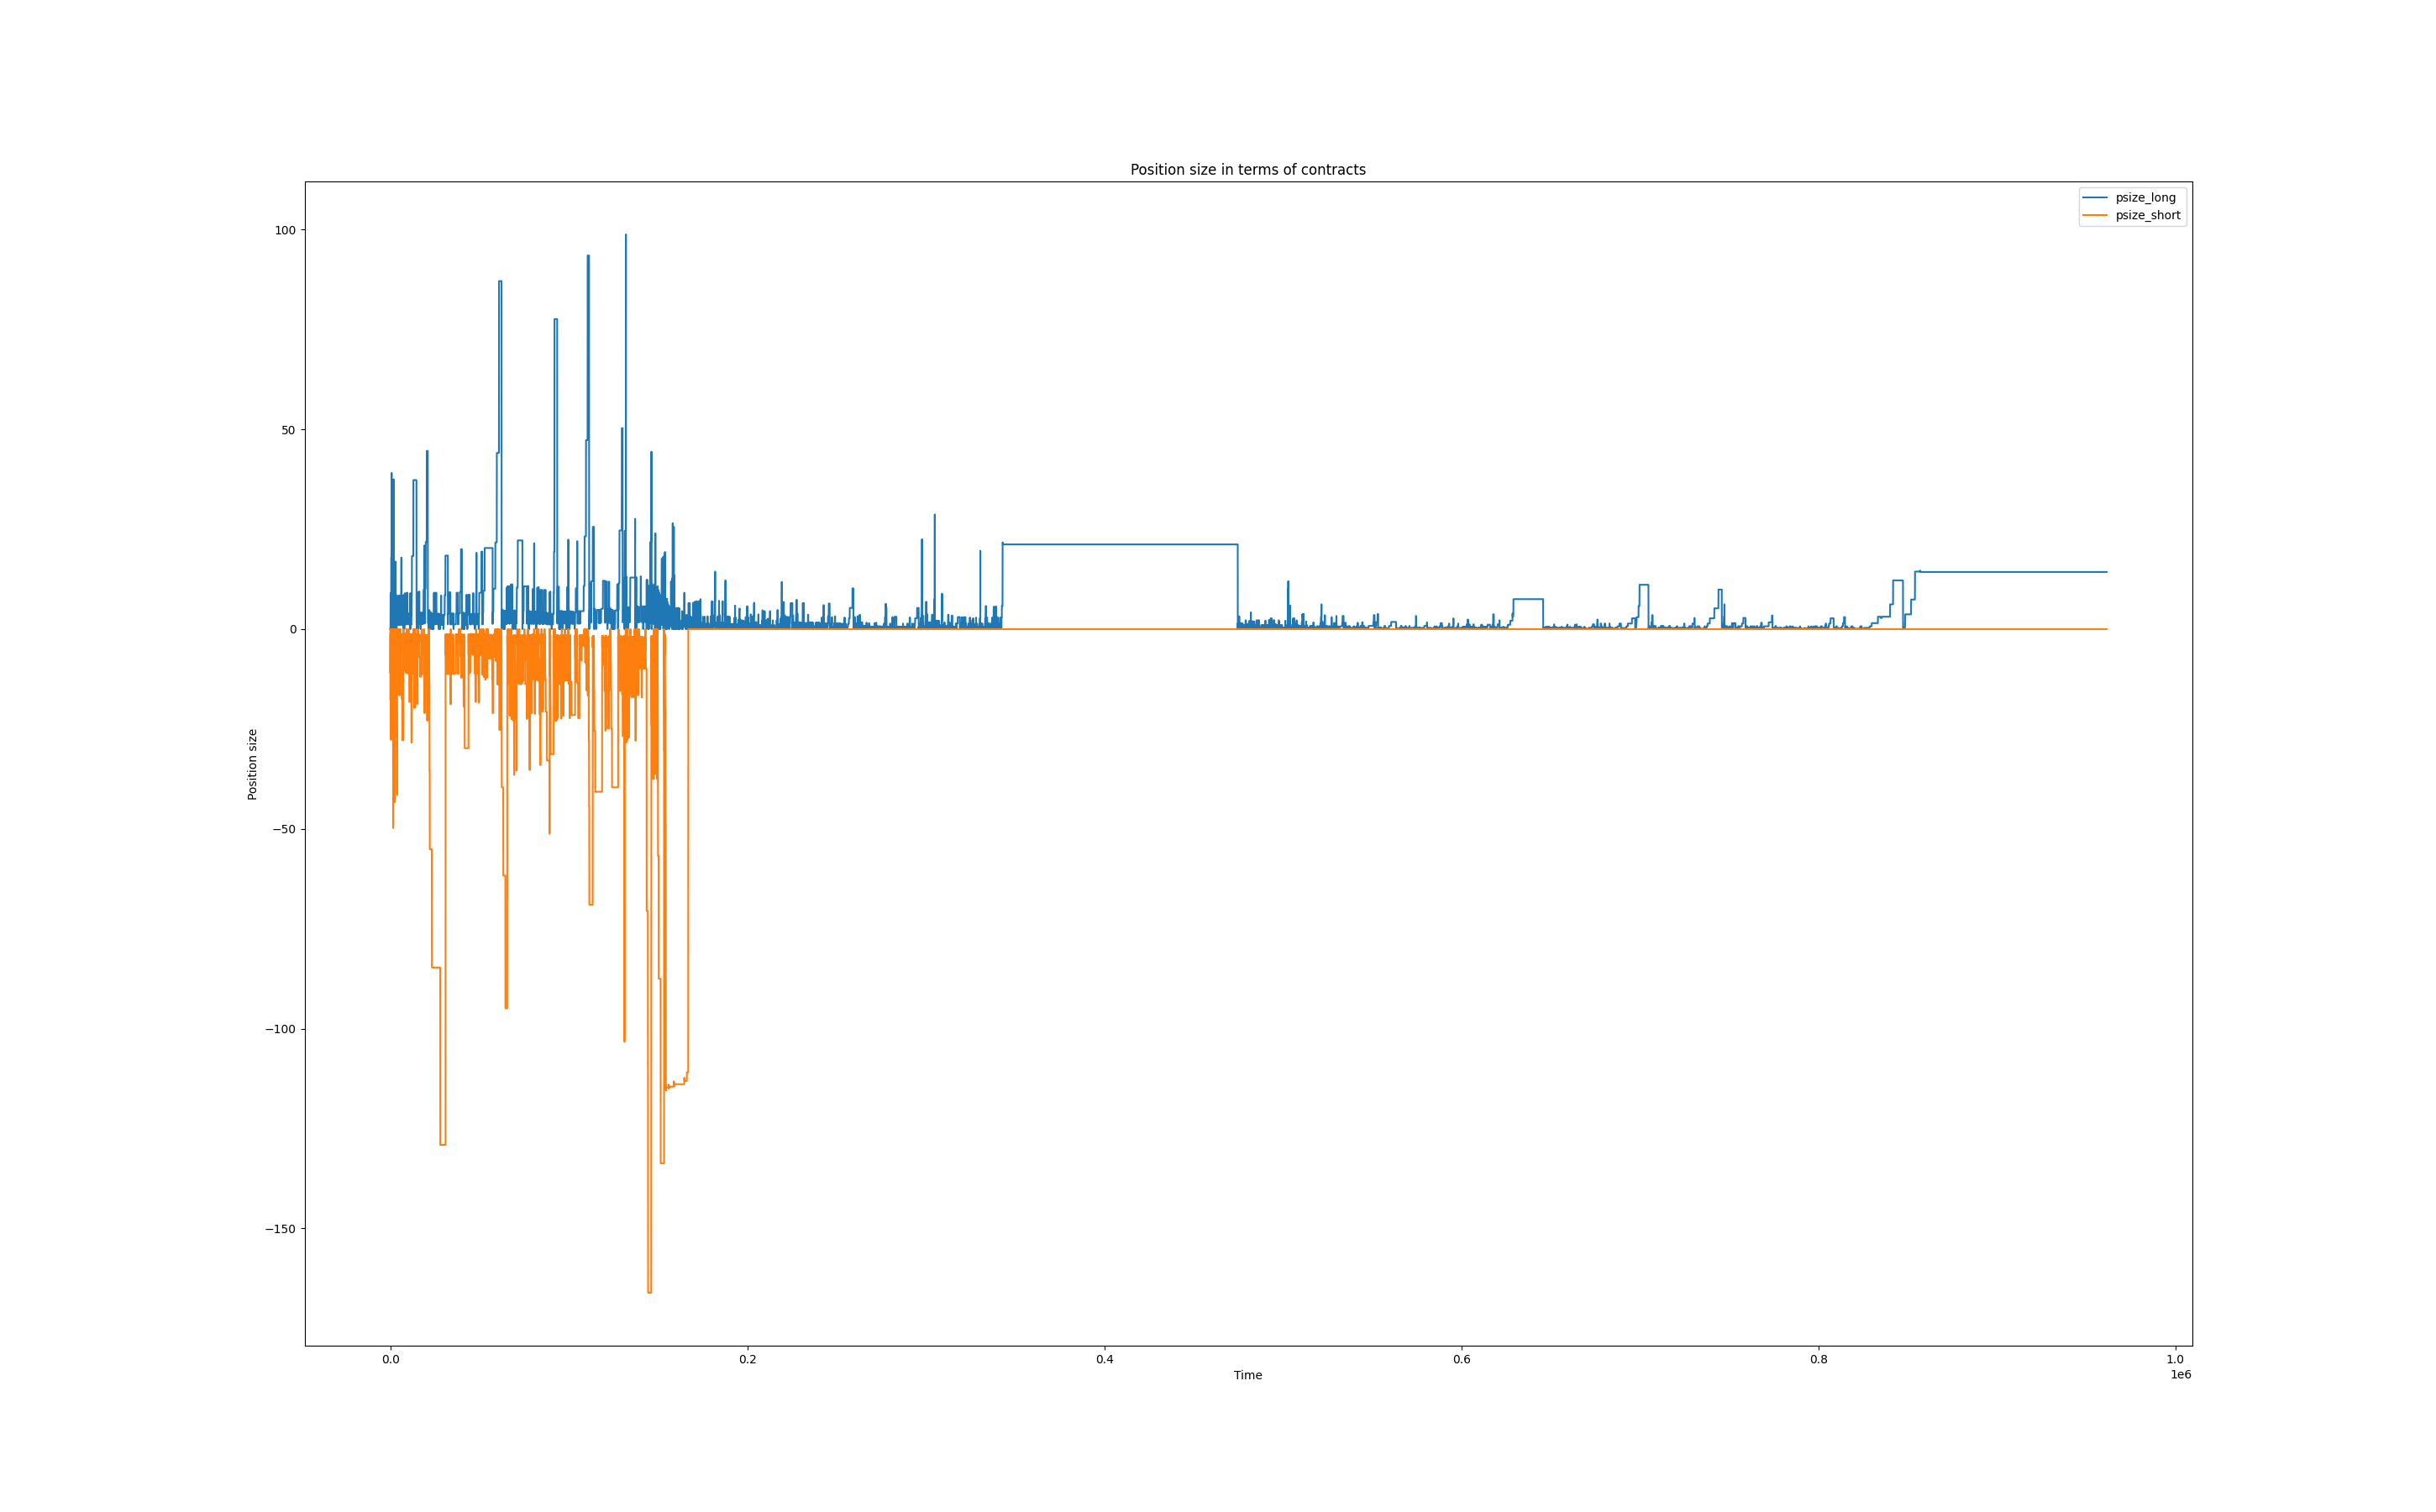 Position size in terms of contracts
psize_long
psize_short
100
50
0
−50
−100
−150
Position size
0.0
0.2
0.4
0.6
0.8
1.0
1e6
Time